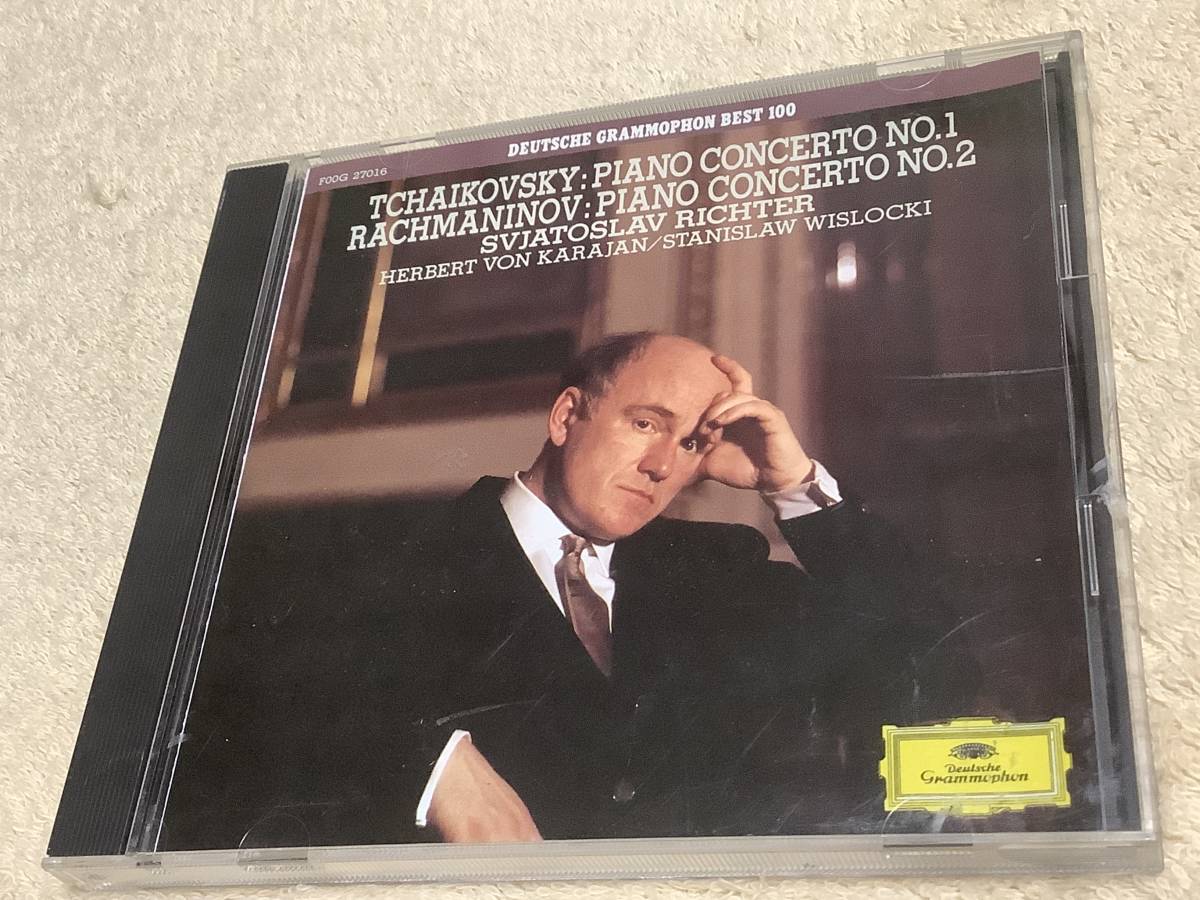 DEUTSCHE GRAMMOPHON BEST 100
F00G 27016
TCHAIKOVSKY: PIANO CONCERTO NO.1
RACHMANINOV: PIANO CONCERTO NO.2
SVJATOSLAV RICHTER
HERBERT VON KARAJAN/STANISLAW WISLOCKI
Deutsche
Grammophon